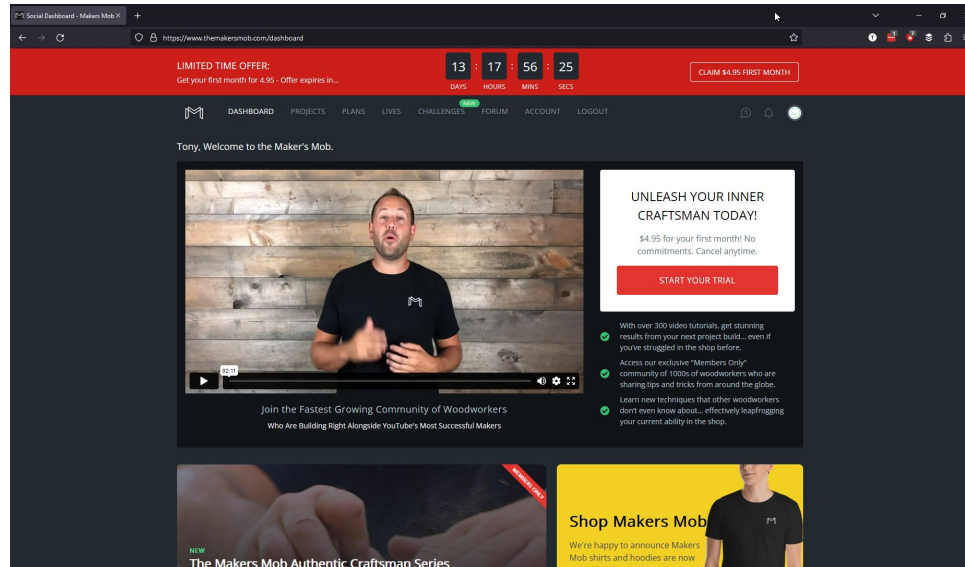 Social Dashboard - Makers Mob
https://www.themakersmob.com/dashboard
LIMITED TIME OFFER:
Get your first month for 4.95 - Offer expires in...
13 : 17 : 56 : 25
DAYS HOURS MINS SECS
CLAIM $4.95 FIRST MONTH
NEW
DASHBOARD PROJECTS PLANS LIVES CHALLENGES FORUM ACCOUNT LOGOUT
Tony, Welcome to the Maker's Mob.
02:11
Join the Fastest Growing Community of Woodworkers
Who Are Building Right Alongside YouTube's Most Successful Makers
UNLEASH YOUR INNER
CRAFTSMAN TODAY!
$4.95 for your first month! No
commitments. Cancel anytime.
START YOUR TRIAL
With over 300 video tutorials, get stunning
results from your next project build... even if
you've struggled in the shop before.
Access our exclusive "Members Only"
community of 1000s of woodworkers who are
sharing tips and tricks from around the globe.
Learn new techniques that other woodworkers
don't even know about... effectively leapfrogging
your current ability in the shop.
MEMBERS ONLY
NEW
The Makers Mob Authentic Craftsman Series
Shop Makers Mob
We're happy to announce Makers
Mob shirts and hoodies are now